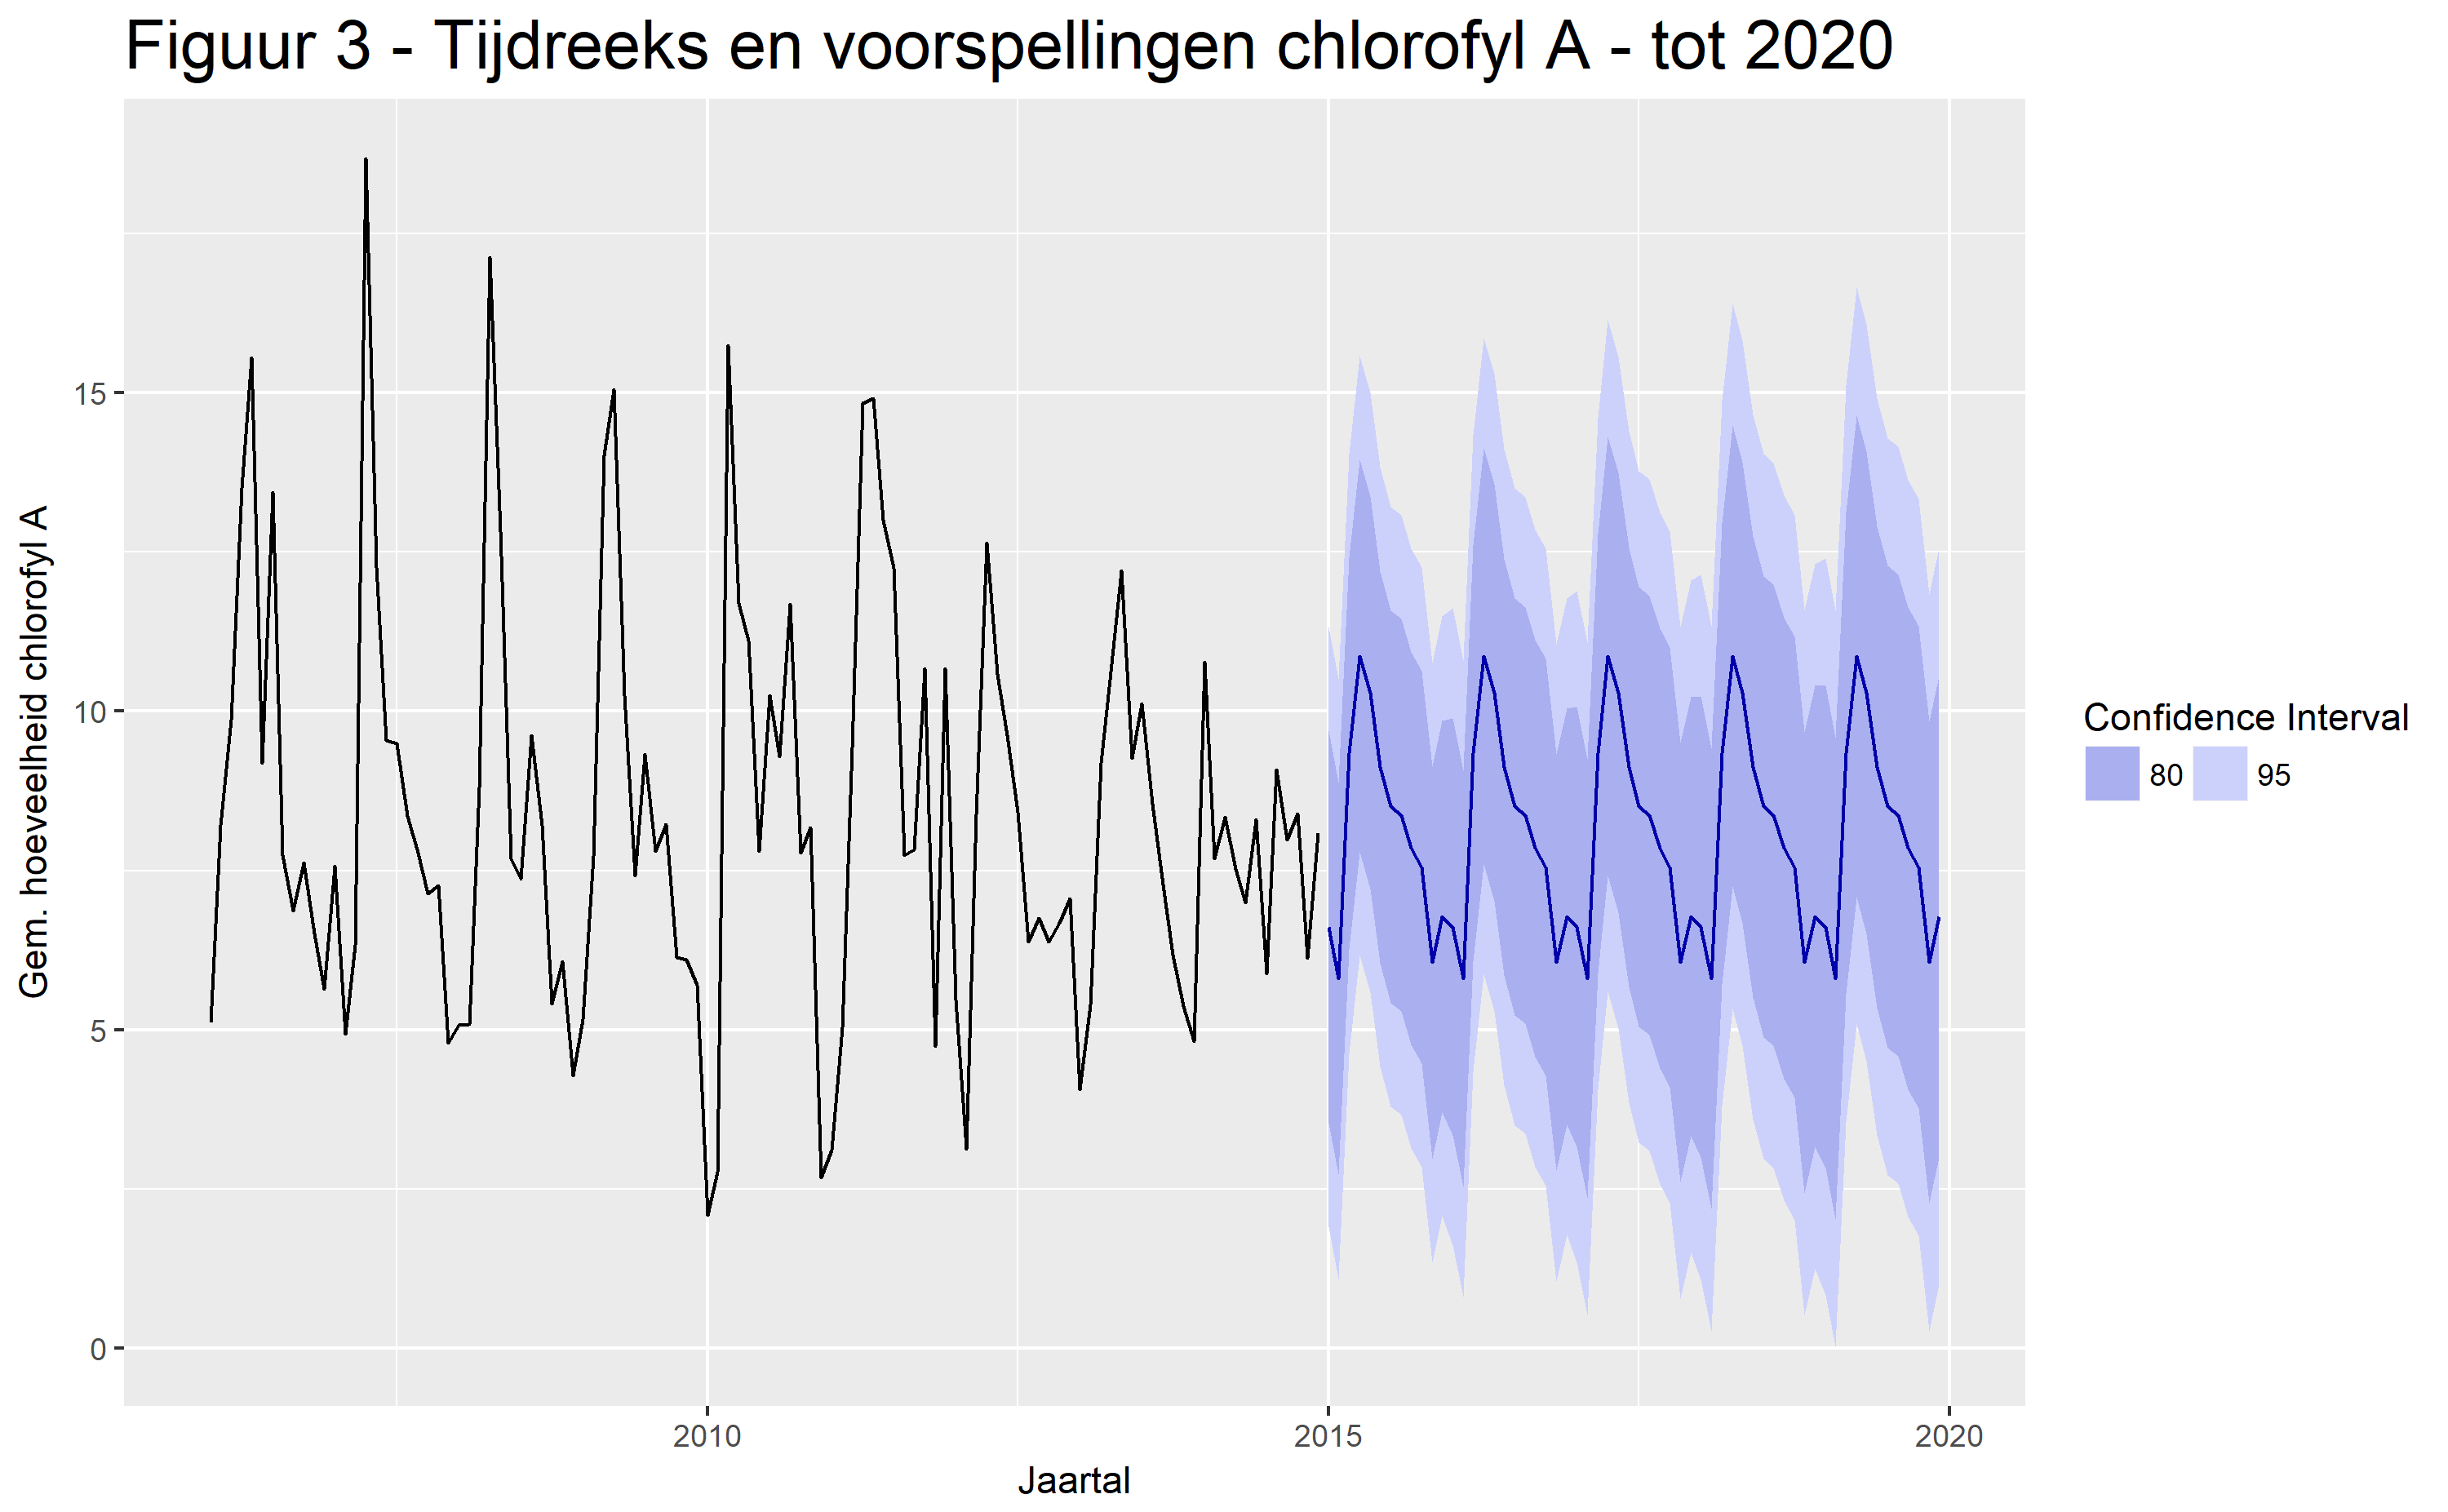 Figuur 3 - Tijdreeks en voorspellingen chlorofyl A - tot 2020
Gem. hoeveelheid chlorofyl A
15
10
5
0
2010
2015
2020
Jaartal
Confidence Interval
80
95